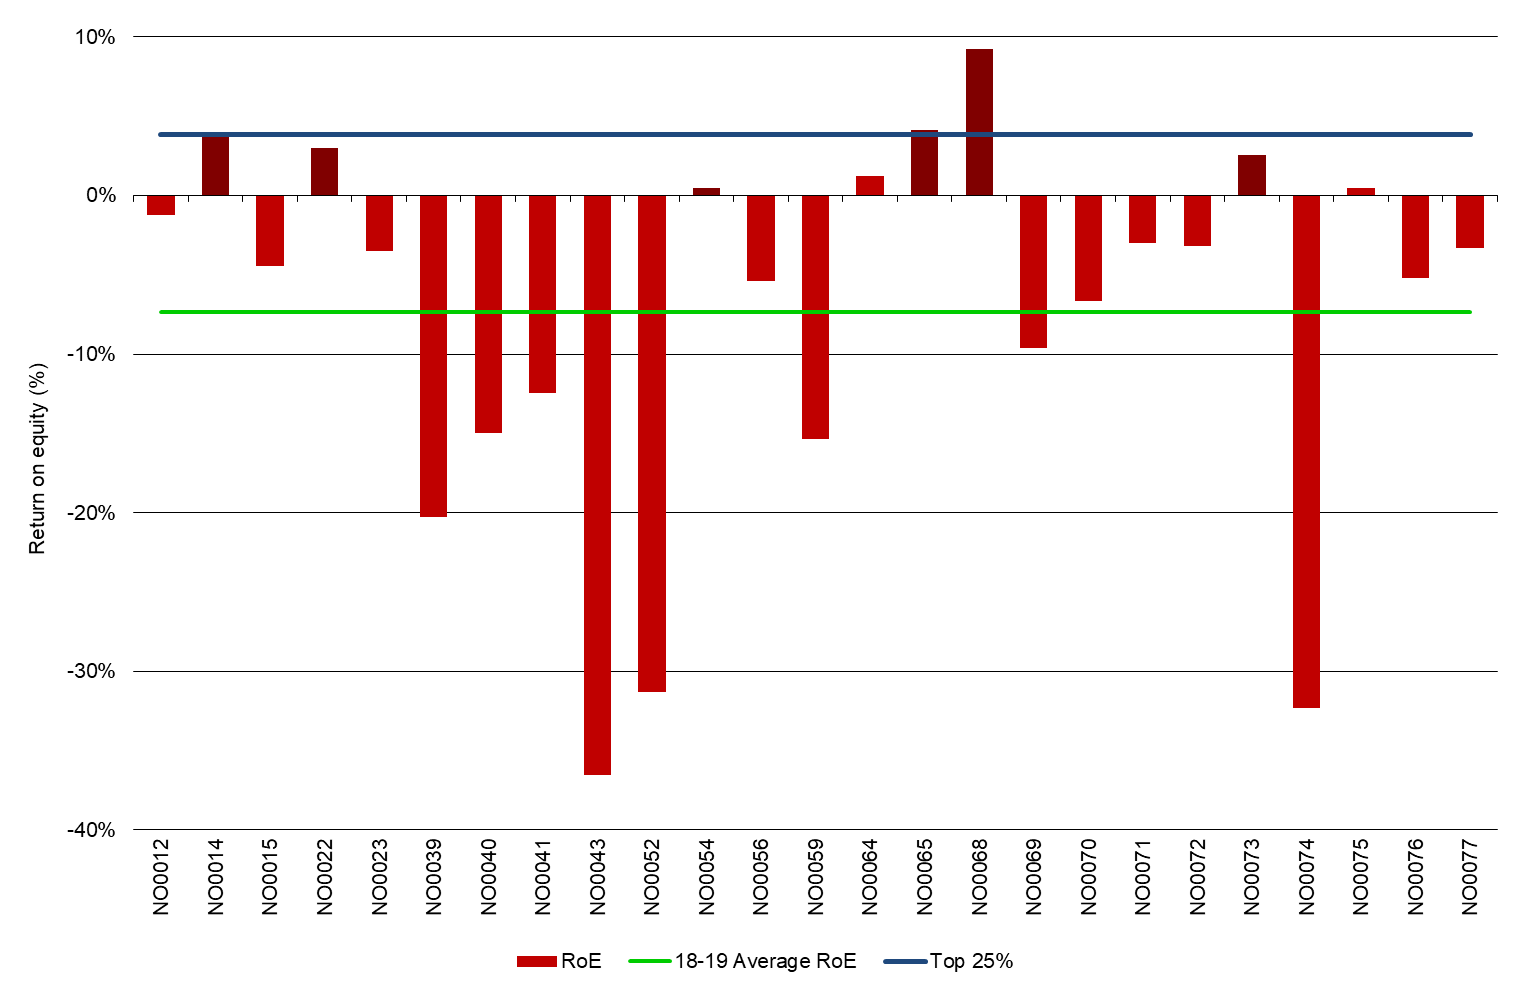 10%
0%
-10%
-20%
-30%
-40%
Return on equity (%)
NO0012
NO0014
NO0015
NO0022
NO0023
NO0039
NO0040
NO0041
NO0043
NO0052
NO0054
NO0056
NO0059
NO0064
NO0065
NO0068
NO0069
NO0070
NO0071
NO0072
NO0073
NO0074
NO0075
NO0076
NO0077
RoE
18-19 Average RoE
Top 25%